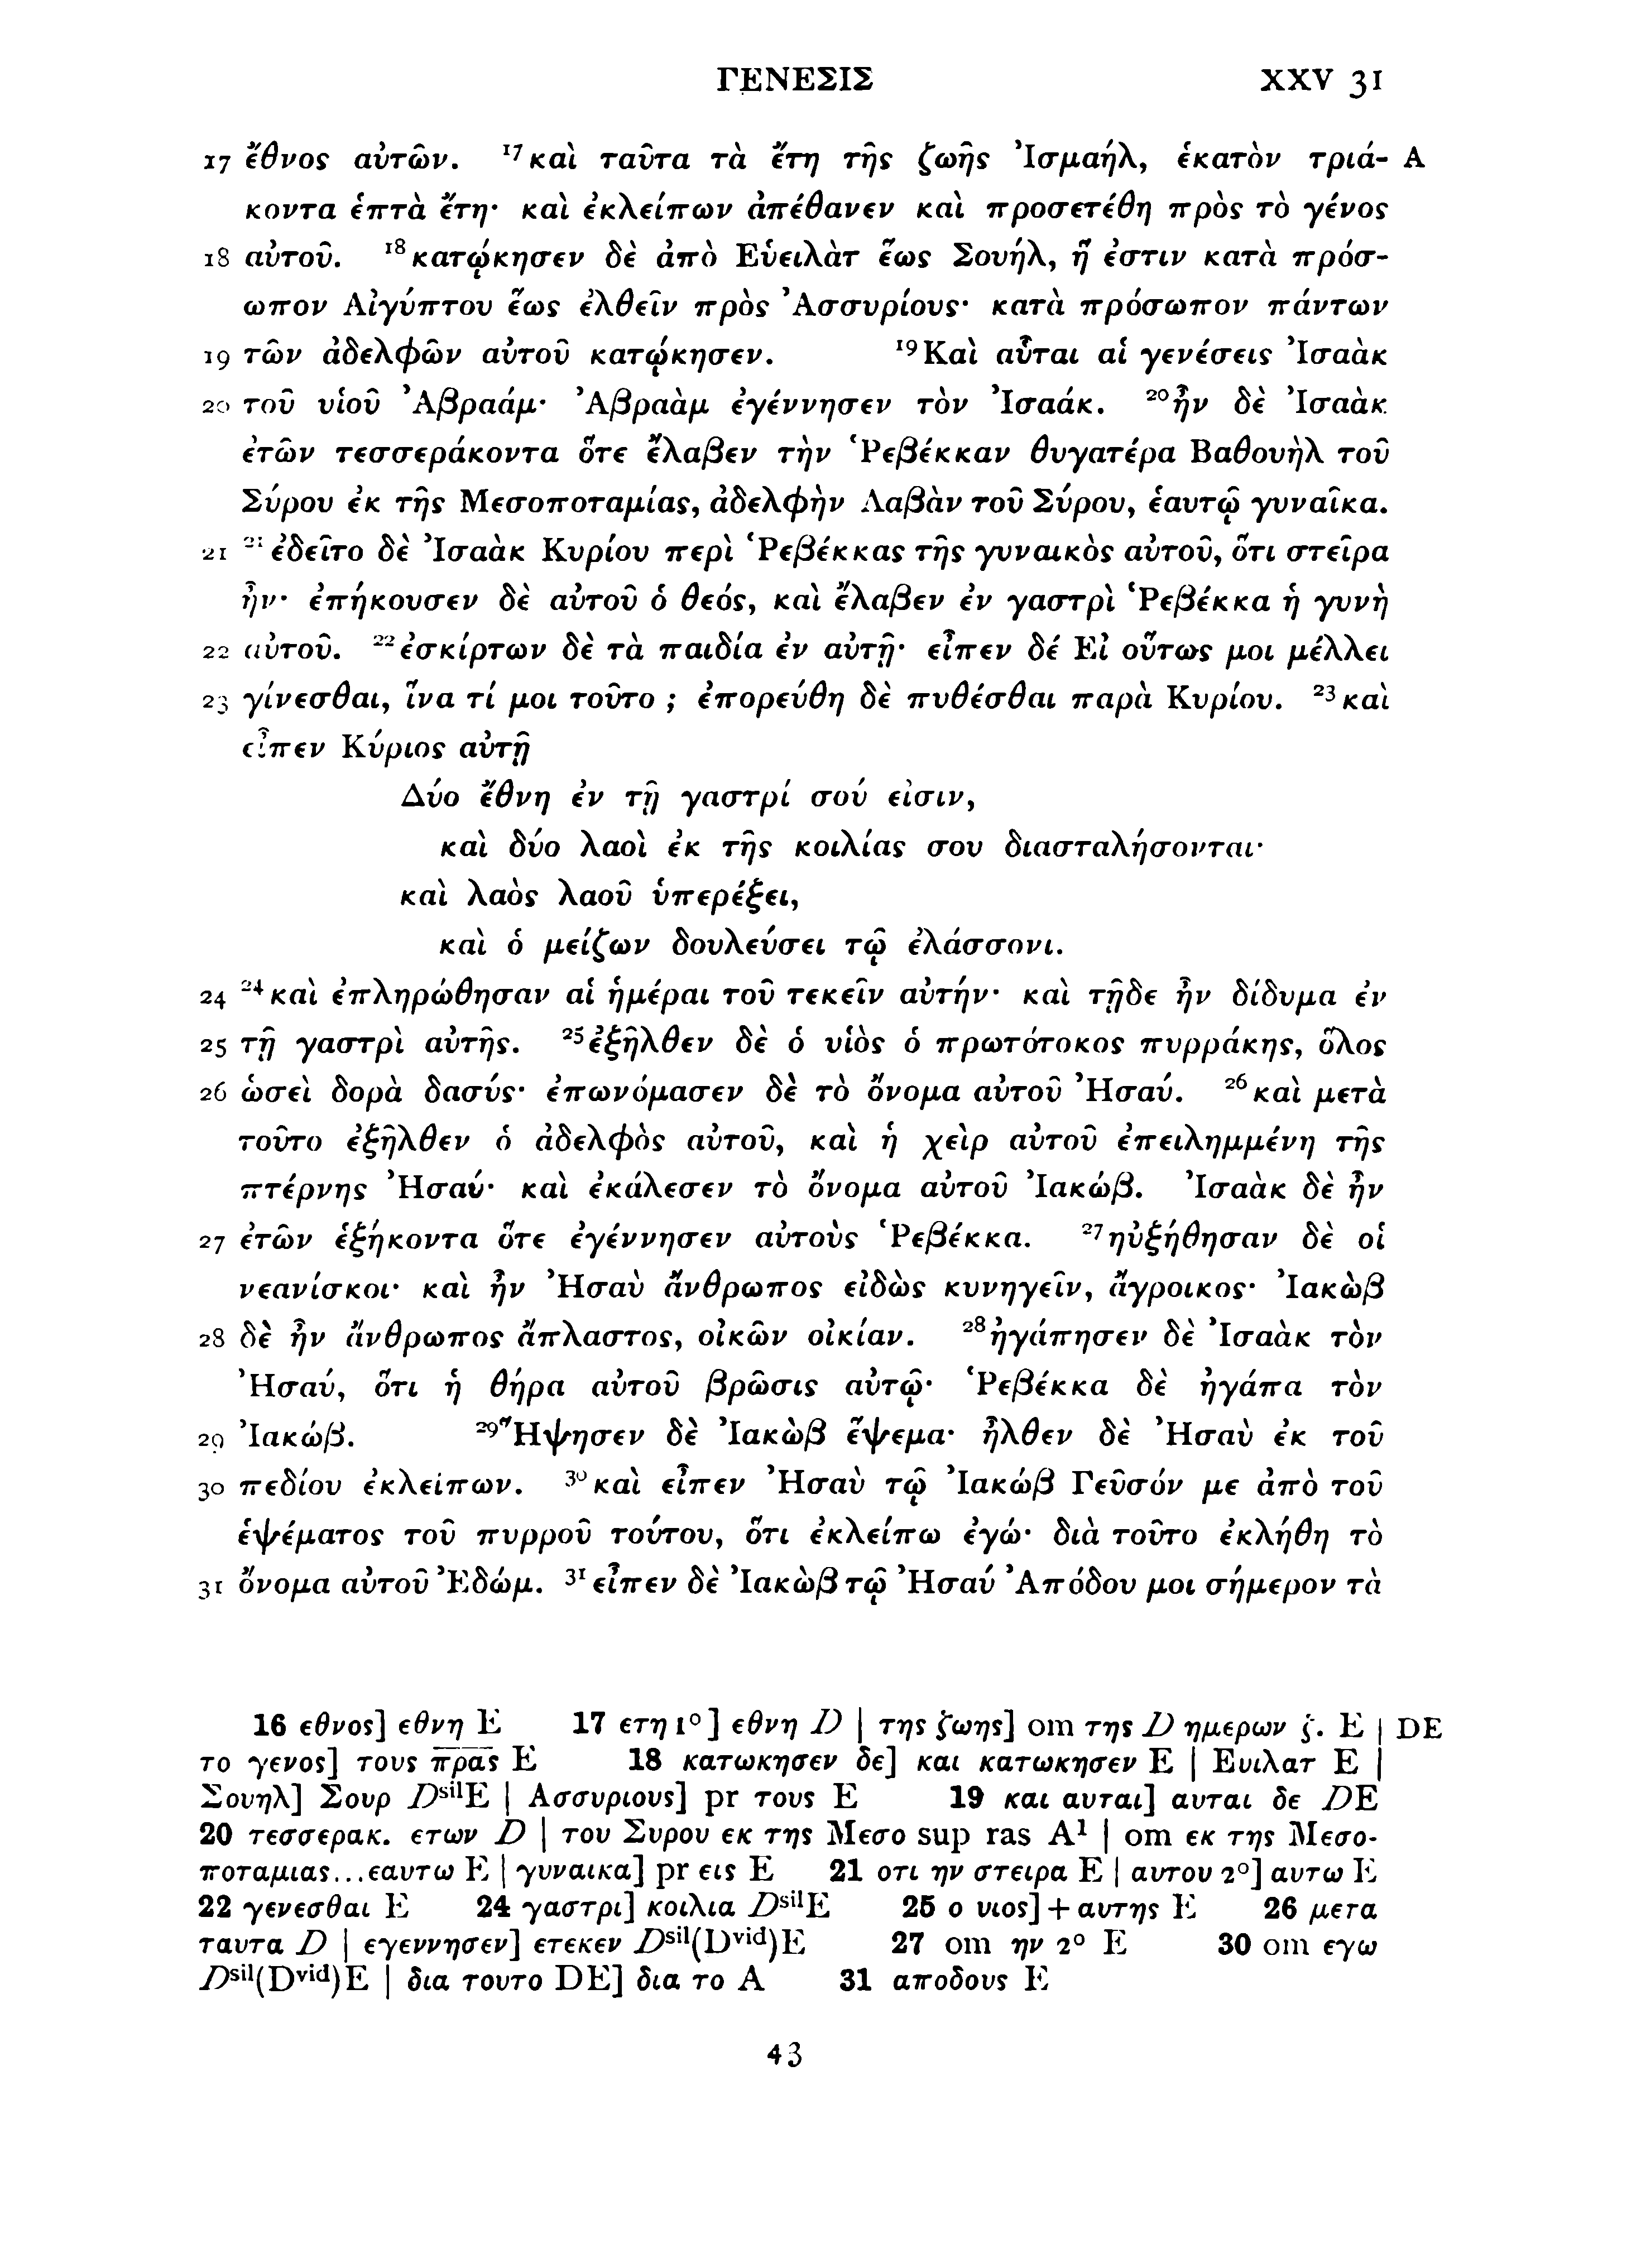 ΓΕΝΕΣΙΣ XXV 31
17 ἔθνος αὐτῶν. ¹⁷καὶ ταῦτα τὰ ἔτη τῆς ζωῆς Ἰσμαήλ, ἑκατὸν τριά- A
κοντα ἑπτὰ ἔτη· καὶ ἐκλείπων ἀπέθανεν καὶ προσετέθη πρὸς τὸ γένος
18 αὐτοῦ. ¹⁸κατῴκησεν δὲ ἀπὸ Εὑειλὰτ ἕως Σουήλ, ἥ ἐστιν κατὰ πρόσ-
ωπον Αἰγύπτου ἕως ἐλθεῖν πρὸς Ἀσσυρίους· κατὰ πρόσωπον πάντων
19 τῶν ἀδελφῶν αὐτοῦ κατῴκησεν. ¹⁹Καὶ αὗται αἱ γενέσεις Ἰσαὰκ
20 τοῦ υἱοῦ Ἀβραάμ· Ἀβραὰμ ἐγέννησεν τὸν Ἰσαάκ. ²⁰ἦν δὲ Ἰσαὰκ
ἐτῶν τεσσεράκοντα ὅτε ἔλαβεν τὴν Ῥεβέκκαν θυγατέρα Βαθουὴλ τοῦ
Σύρου ἐκ τῆς Μεσοποταμίας, ἀδελφὴν Λαβὰν τοῦ Σύρου, ἑαυτῷ γυναῖκα.
21 ²¹ἐδεῖτο δὲ Ἰσαὰκ Κυρίου περὶ Ῥεβέκκας τῆς γυναικὸς αὐτοῦ, ὅτι στεῖρα
ἦν· ἐπήκουσεν δὲ αὐτοῦ ὁ θεός, καὶ ἔλαβεν ἐν γαστρὶ Ῥεβέκκα ἡ γυνὴ
22 αὐτοῦ. ²²ἐσκίρτων δὲ τὰ παιδία ἐν αὐτῇ· εἶπεν δέ Εἰ οὕτως μοι μέλλει
23 γίνεσθαι, ἵνα τί μοι τοῦτο ; ἐπορεύθη δὲ πυθέσθαι παρὰ Κυρίου. ²³καὶ
εἶπεν Κύριος αὐτῇ
Δύο ἔθνη ἐν τῇ γαστρί σού εἰσιν,
καὶ δύο λαοὶ ἐκ τῆς κοιλίας σου διασταλήσονται·
καὶ λαὸς λαοῦ ὑπερέξει,
καὶ ὁ μείζων δουλεύσει τῷ ἐλάσσονι.
24 ²⁴καὶ ἐπληρώθησαν αἱ ἡμέραι τοῦ τεκεῖν αὐτήν· καὶ τῇδε ἦν δίδυμα ἐν
25 τῇ γαστρὶ αὐτῆς. ²⁵ἐξῆλθεν δὲ ὁ υἱὸς ὁ πρωτότοκος πυρράκης, ὅλος
26 ὡσεὶ δορὰ δασύς· ἐπωνόμασεν δὲ τὸ ὄνομα αὐτοῦ Ἠσαύ. ²⁶καὶ μετὰ
τοῦτο ἐξῆλθεν ὁ ἀδελφὸς αὐτοῦ, καὶ ἡ χεὶρ αὐτοῦ ἐπειλημμένη τῆς
πτέρνης Ἠσαύ· καὶ ἐκάλεσεν τὸ ὄνομα αὐτοῦ Ἰακώβ. Ἰσαὰκ δὲ ἦν
27 ἐτῶν ἑξήκοντα ὅτε ἐγέννησεν αὐτοὺς Ῥεβέκκα. ²⁷ηὐξήθησαν δὲ οἱ
νεανίσκοι· καὶ ἦν Ἠσαὺ ἄνθρωπος εἰδὼς κυνηγεῖν, ἄγροικος· Ἰακὼβ
28 δὲ ἦν ἄνθρωπος ἄπλαστος, οἰκῶν οἰκίαν. ²⁸ἠγάπησεν δὲ Ἰσαὰκ τὸν
Ἠσαύ, ὅτι ἡ θήρα αὐτοῦ βρῶσις αὐτῷ· Ῥεβέκκα δὲ ἠγάπα τὸν
29 Ἰακώβ. ²⁹Ἥψησεν δὲ Ἰακὼβ ἕψεμα· ἦλθεν δὲ Ἠσαὺ ἐκ τοῦ
30 πεδίου ἐκλείπων. ³⁰καὶ εἶπεν Ἠσαὺ τῷ Ἰακώβ Γεῦσόν με ἀπὸ τοῦ
ἑψέματος τοῦ πυρροῦ τούτου, ὅτι ἐκλείπω ἐγώ· διὰ τοῦτο ἐκλήθη τὸ
31 ὄνομα αὐτοῦ Ἐδώμ. ³¹εἶπεν δὲ Ἰακὼβ τῷ Ἠσαύ Ἀπόδου μοι σήμερον τὰ
16 εθνος] εθνη E 17 ετη 1º] εθνη D | της ζωης] om της D ημερων ζ. E | DE
το γενος] τους π̅ρ̅α̅ς E 18 κατωκησεν δε] και κατωκησεν E | Ευιλατ E |
Σουηλ] Σουρ DˢⁱˡE | Ασσυριους] pr τους E 19 και αυται] αυται δε DE
20 τεσσερακ. ετων D | του Συρου εκ της Μεσο sup ras A¹ | om εκ της Μεσο-
ποταμιας...εαυτω E | γυναικα] pr εις E 21 οτι ην στειρα E | αυτου 2º] αυτω E
22 γενεσθαι E 24 γαστρι] κοιλια DˢⁱˡE 25 ο υιος] + αυτης E 26 μετα
ταυτα D | εγεννησεν] ετεκεν Dˢⁱˡ(Dᵛⁱᵈ)E 27 om ην 2º E 30 om εγω
Dˢⁱˡ(Dᵛⁱᵈ)E | δια τουτο DE] δια το A 31 αποδους E
43